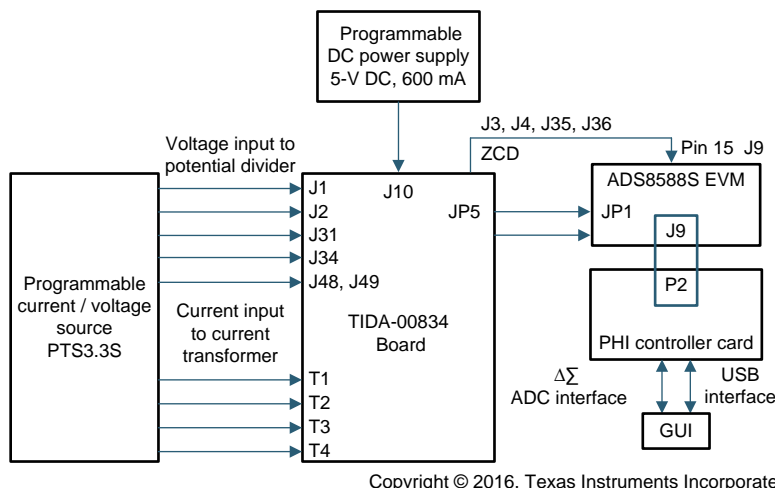 Programmable
DC power supply
5-V DC, 600 mA
Voltage input to
potential divider
J3, J4, J35, J36
ZCD
Pin 15 J9
ADS8588S EVM
JP1
J9
J1
J2
J31
J34
J48, J49
J10
JP5
TIDA-00834
Board
Programmable
current / voltage
source
PTS3.3S
Current input
to current
transformer
T1
T2
T3
T4
P2
PHI controller card
ΔΣ
ADC interface
USB
interface
GUI
Copyright © 2016, Texas Instruments Incorporate